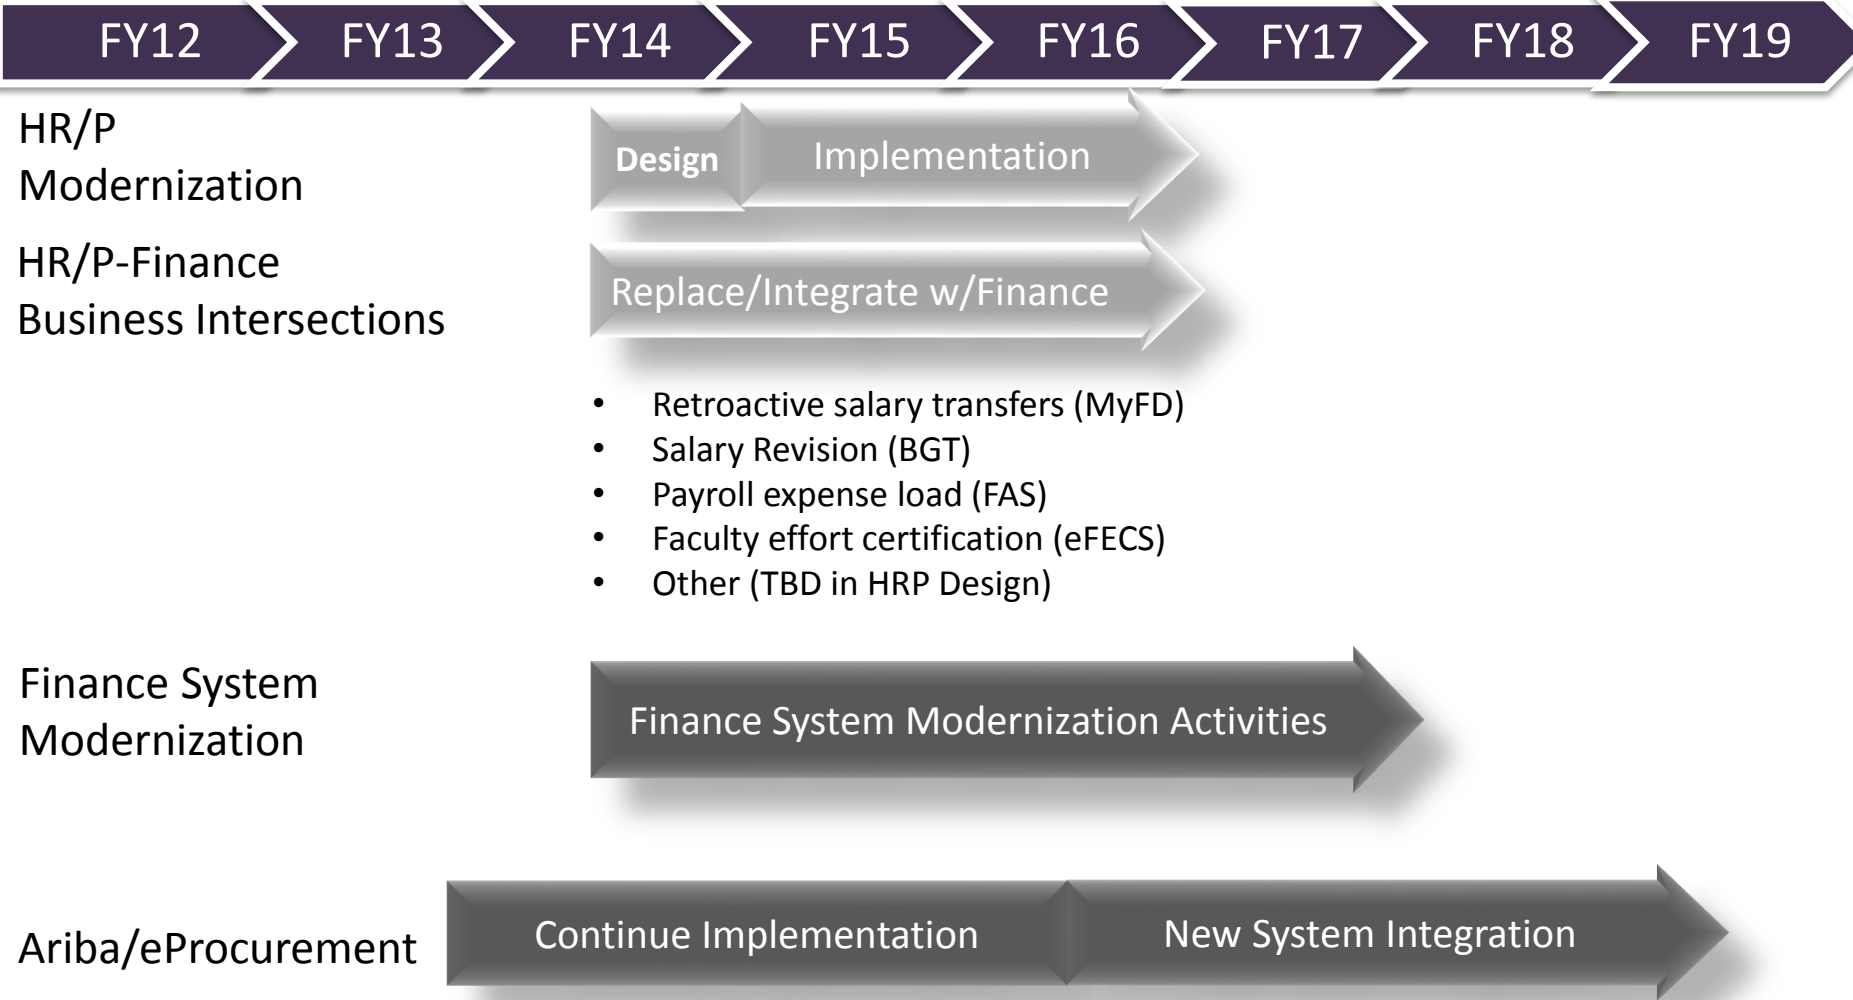 FY12 FY13 FY14 FY15 FY16 FY17 FY18 FY19
HR/P
Modernization
Design Implementation
HR/P-Finance
Business Intersections
Replace/Integrate w/Finance
• Retroactive salary transfers (MyFD)
• Salary Revision (BGT)
• Payroll expense load (FAS)
• Faculty effort certification (eFECS)
• Other (TBD in HRP Design)
Finance System
Modernization
Finance System Modernization Activities
Ariba/eProcurement
Continue Implementation New System Integration